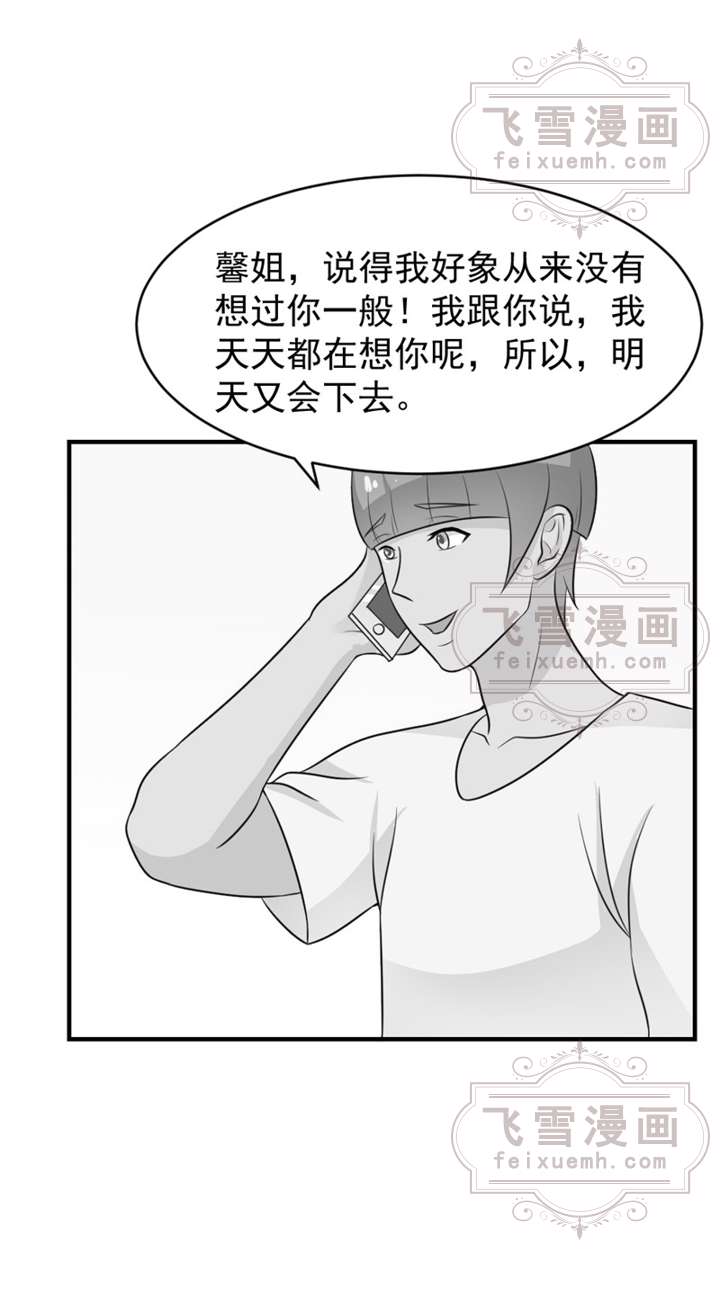 飞雪漫画
feixuemh.com
馨姐，说得我好象从来没有
想过你一般！我跟你说，我
天天都在想你呢，所以，明
天又会下去。
飞雪漫画
feixuemh.com
飞雪漫画
feixuemh.com